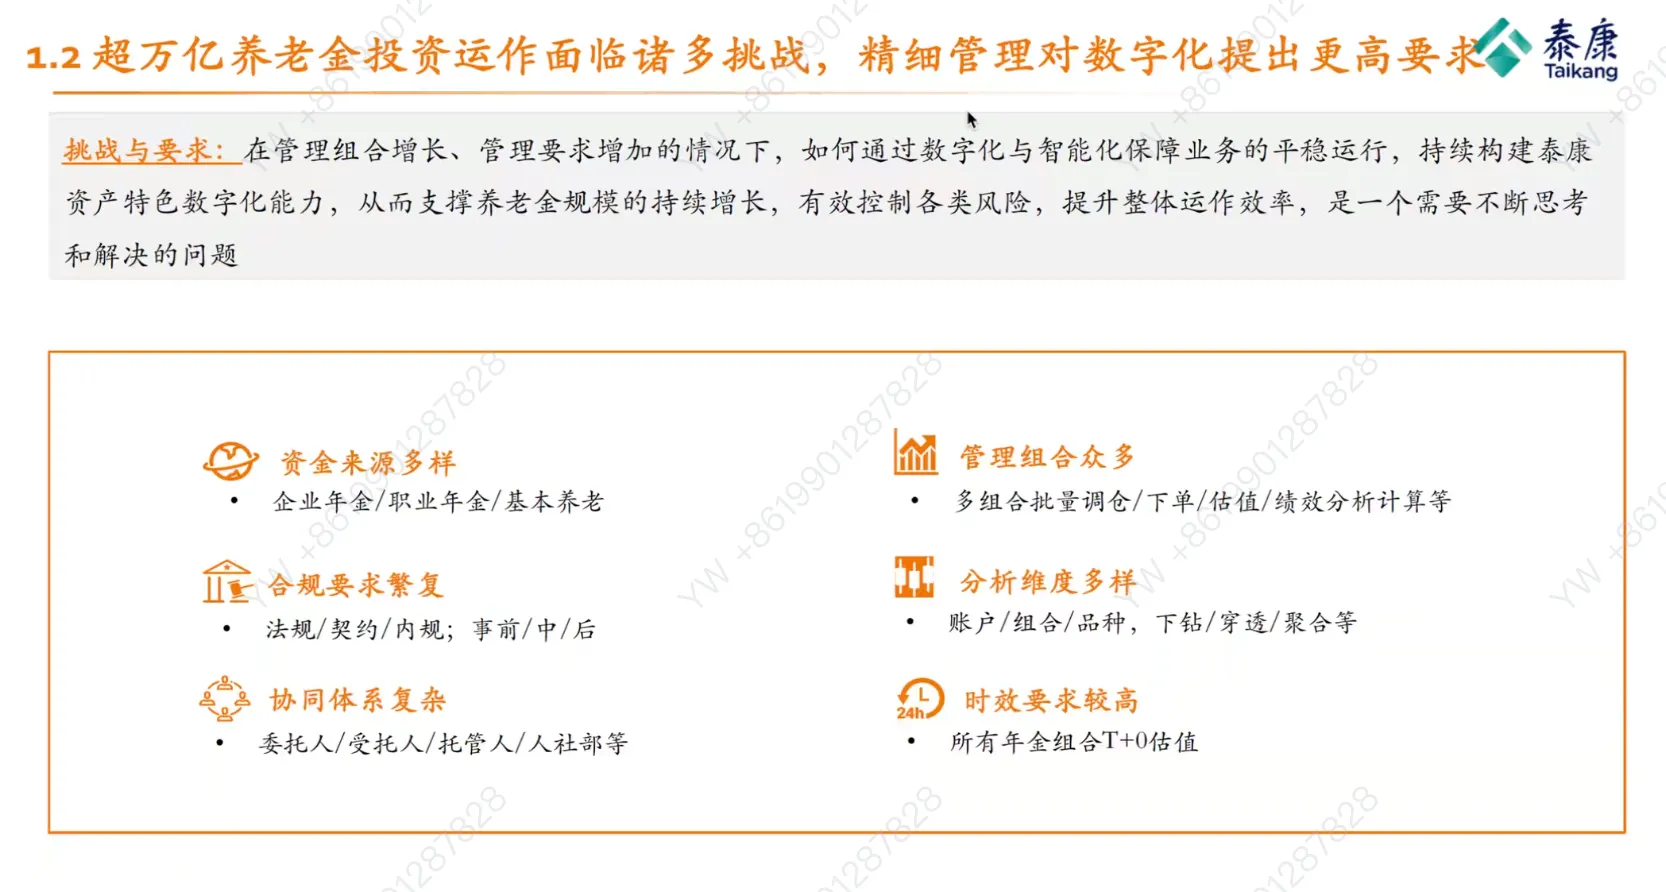 1.2 超万亿养老金投资运作面临诸多挑战，精细管理对数字化提出更高要求
泰康
Taikang
挑战与要求：在管理组合增长、管理要求增加的情况下，如何通过数字化与智能化保障业务的平稳运行，持续构建泰康
资产特色数字化能力，从而支撑养老金规模的持续增长，有效控制各类风险，提升整体运作效率，是一个需要不断思考
和解决的问题
资金来源多样
• 企业年金/职业年金/基本养老
合规要求繁复
• 法规/契约/内规；事前/中/后
协同体系复杂
• 委托人/受托人/托管人/人社部等
管理组合众多
• 多组合批量调仓/下单/估值/绩效分析计算等
分析维度多样
• 账户/组合/品种，下钻/穿透/聚合等
24h
时效要求较高
• 所有年金组合T+0估值
YW +8619901287828